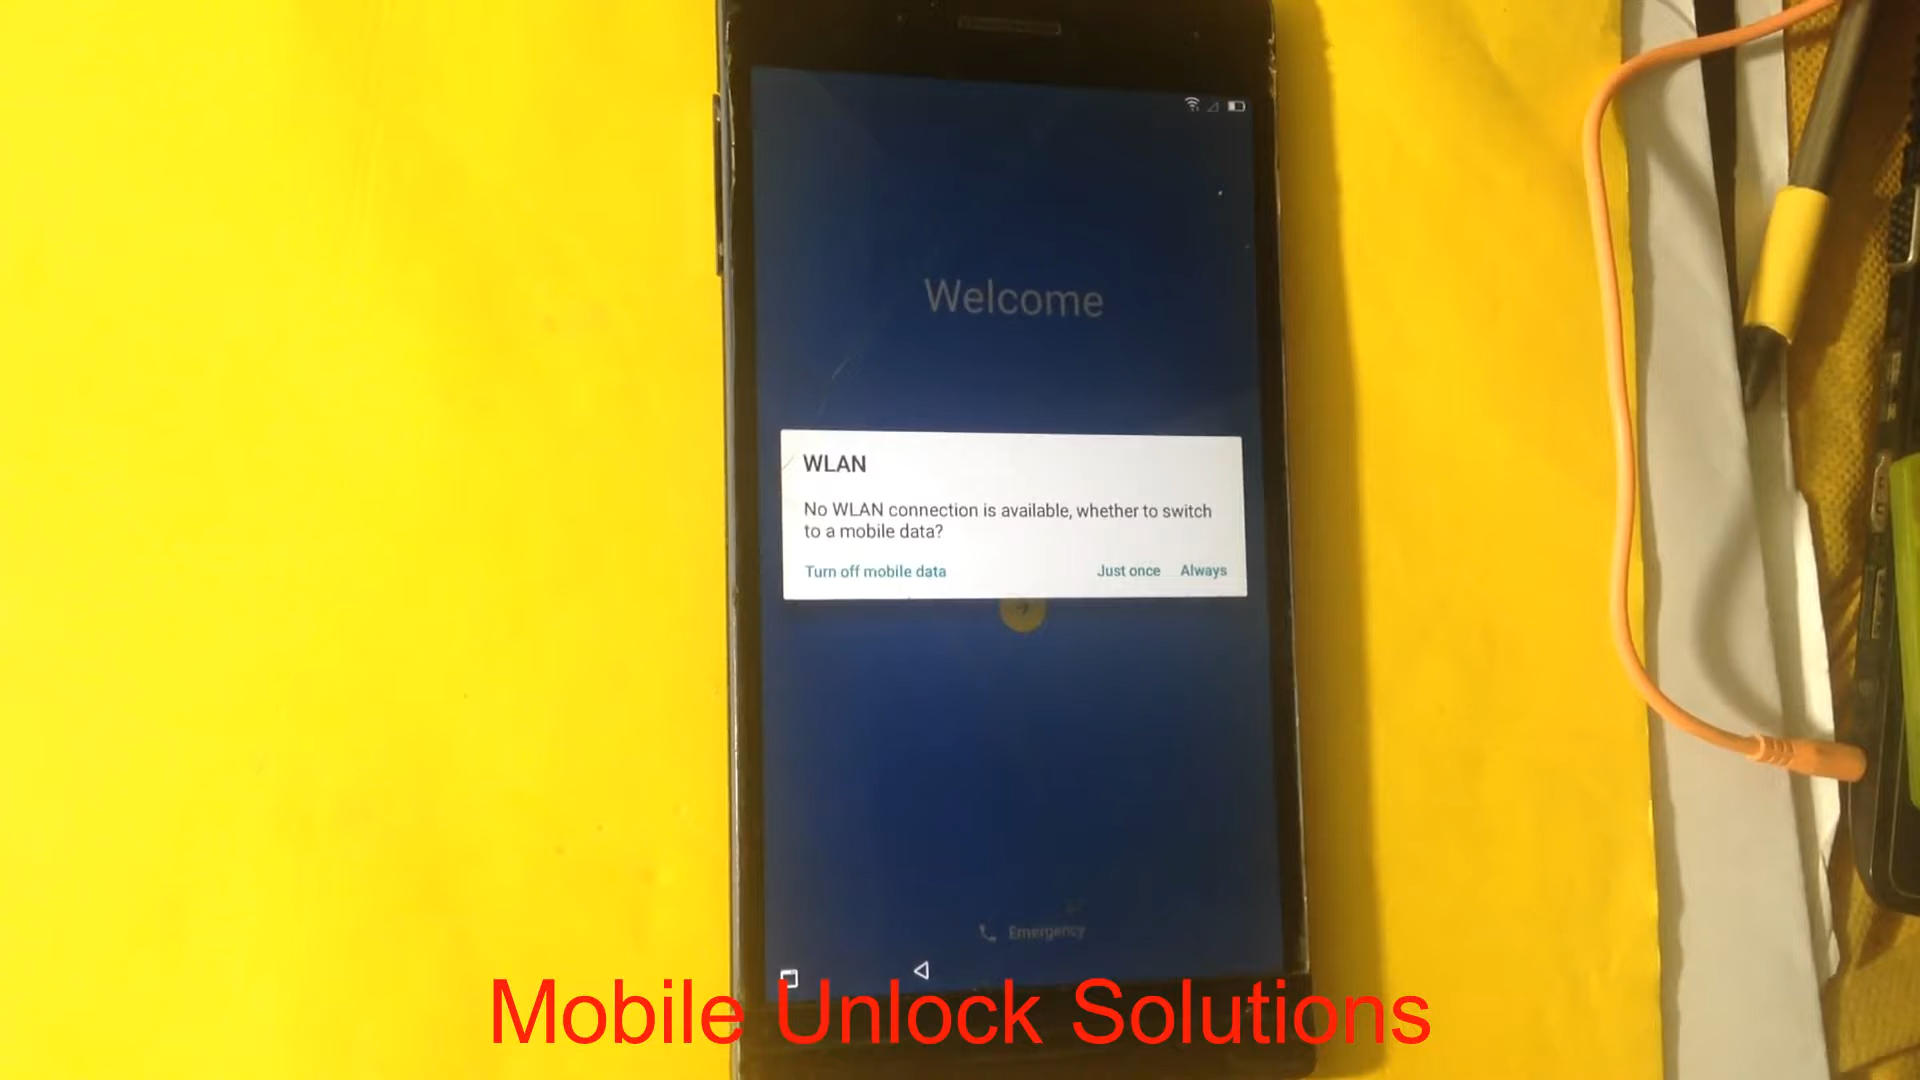 Welcome
WLAN
No WLAN connection is available, whether to switch
to a mobile data?
Turn off mobile data Just once Always
Emergency
Mobile Unlock Solutions